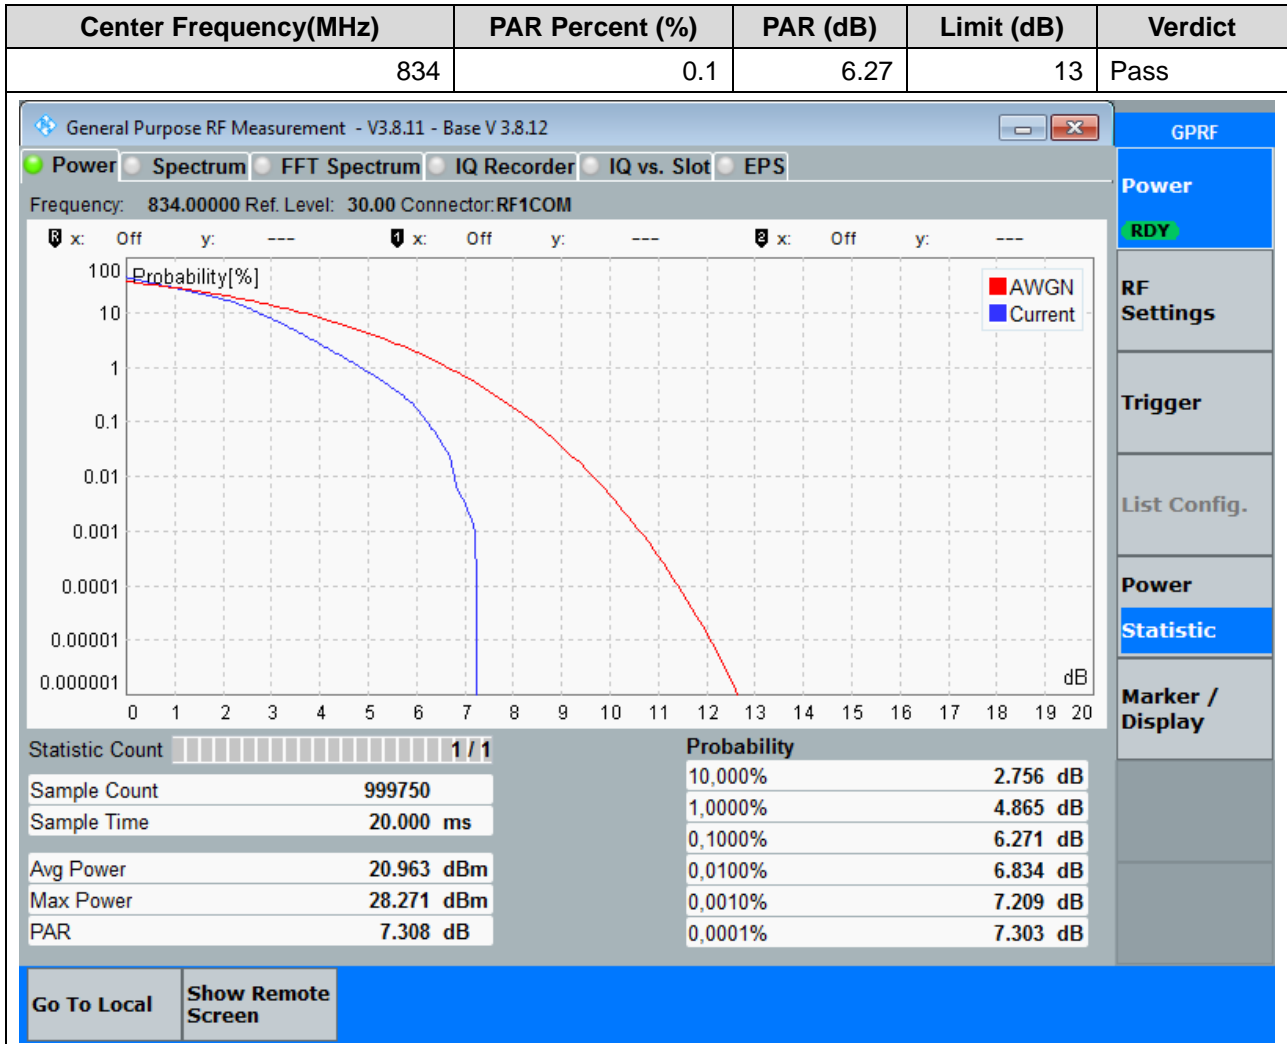 Center Frequency(MHz) PAR Percent (%) PAR (dB) Limit (dB) Verdict
834 0.1 6.27 13 Pass
General Purpose RF Measurement - V3.8.11 - Base V 3.8.12
GPRF
Power Spectrum FFT Spectrum IQ Recorder IQ vs. Slot EPS
Frequency: 834.00000 Ref. Level: 30.00 Connector: RF1COM
R x: Off y: --- 1 x: Off y: --- 2 x: Off y: ---
Probability[%]
AWGN
Current
100
10
1
0.1
0.01
0.001
0.0001
0.00001
0.000001
dB
0 1 2 3 4 5 6 7 8 9 10 11 12 13 14 15 16 17 18 19 20
Statistic Count 1 / 1
Sample Count 999750
Sample Time 20.000 ms
Avg Power 20.963 dBm
Max Power 28.271 dBm
PAR 7.308 dB
Probability
10,000% 2.756 dB
1,0000% 4.865 dB
0,1000% 6.271 dB
0,0100% 6.834 dB
0,0010% 7.209 dB
0,0001% 7.303 dB
Power
RDY
RF
Settings
Trigger
List Config.
Power
Statistic
Marker /
Display
Go To Local
Show Remote
Screen